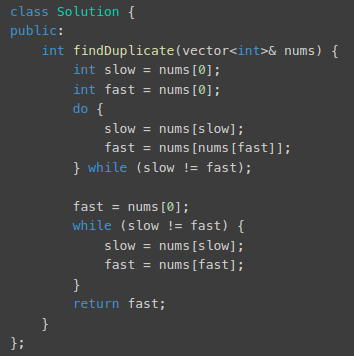 class Solution {
public:
    int findDuplicate(vector<int>& nums) {
        int slow = nums[0];
        int fast = nums[0];
        do {
            slow = nums[slow];
            fast = nums[nums[fast]];
        } while (slow != fast);

        fast = nums[0];
        while (slow != fast) {
            slow = nums[slow];
            fast = nums[fast];
        }
        return fast;
    }
};